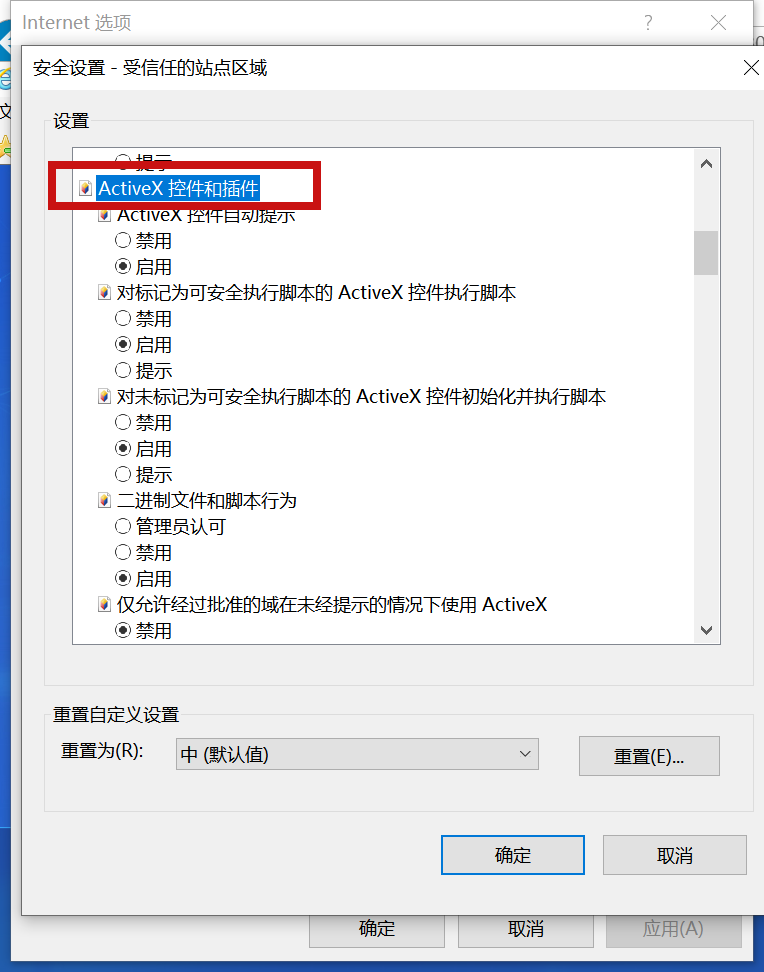 Internet 选项
安全设置 - 受信任的站点区域
设置
提示
ActiveX 控件和插件
ActiveX 控件自动提示
禁用
启用
对标记为可安全执行脚本的 ActiveX 控件执行脚本
禁用
启用
提示
对未标记为可安全执行脚本的 ActiveX 控件初始化并执行脚本
禁用
启用
提示
二进制文件和脚本行为
管理员认可
禁用
启用
仅允许经过批准的域在未经提示的情况下使用 ActiveX
禁用
重置自定义设置
重置为(R):
中 (默认值)
重置(E)...
确定
取消
确定
取消
应用(A)